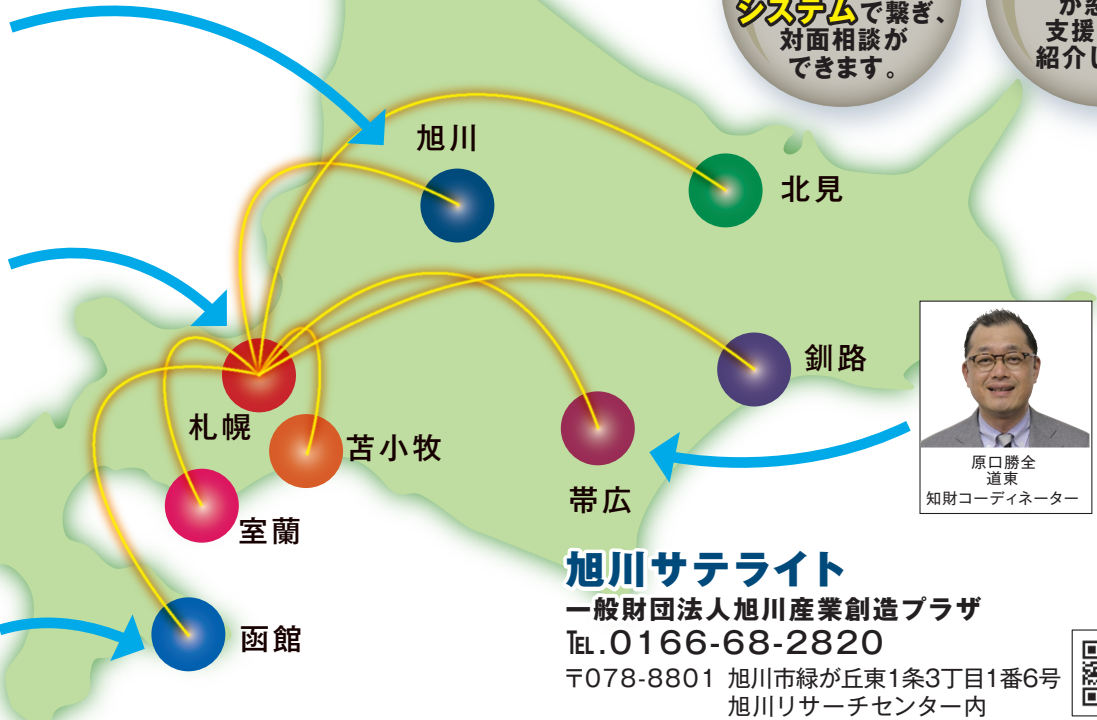 システムで繋ぎ、
対面相談が
できます。
支援
紹介し
旭川
北見
釧路
札幌
苫小牧
帯広
室蘭
函館
原口勝全
道東
知財コーディネーター
旭川サテライト
一般財団法人旭川産業創造プラザ
℡.0166-68-2820
〒078-8801 旭川市緑が丘東1条3丁目1番6号
旭川リサーチセンター内